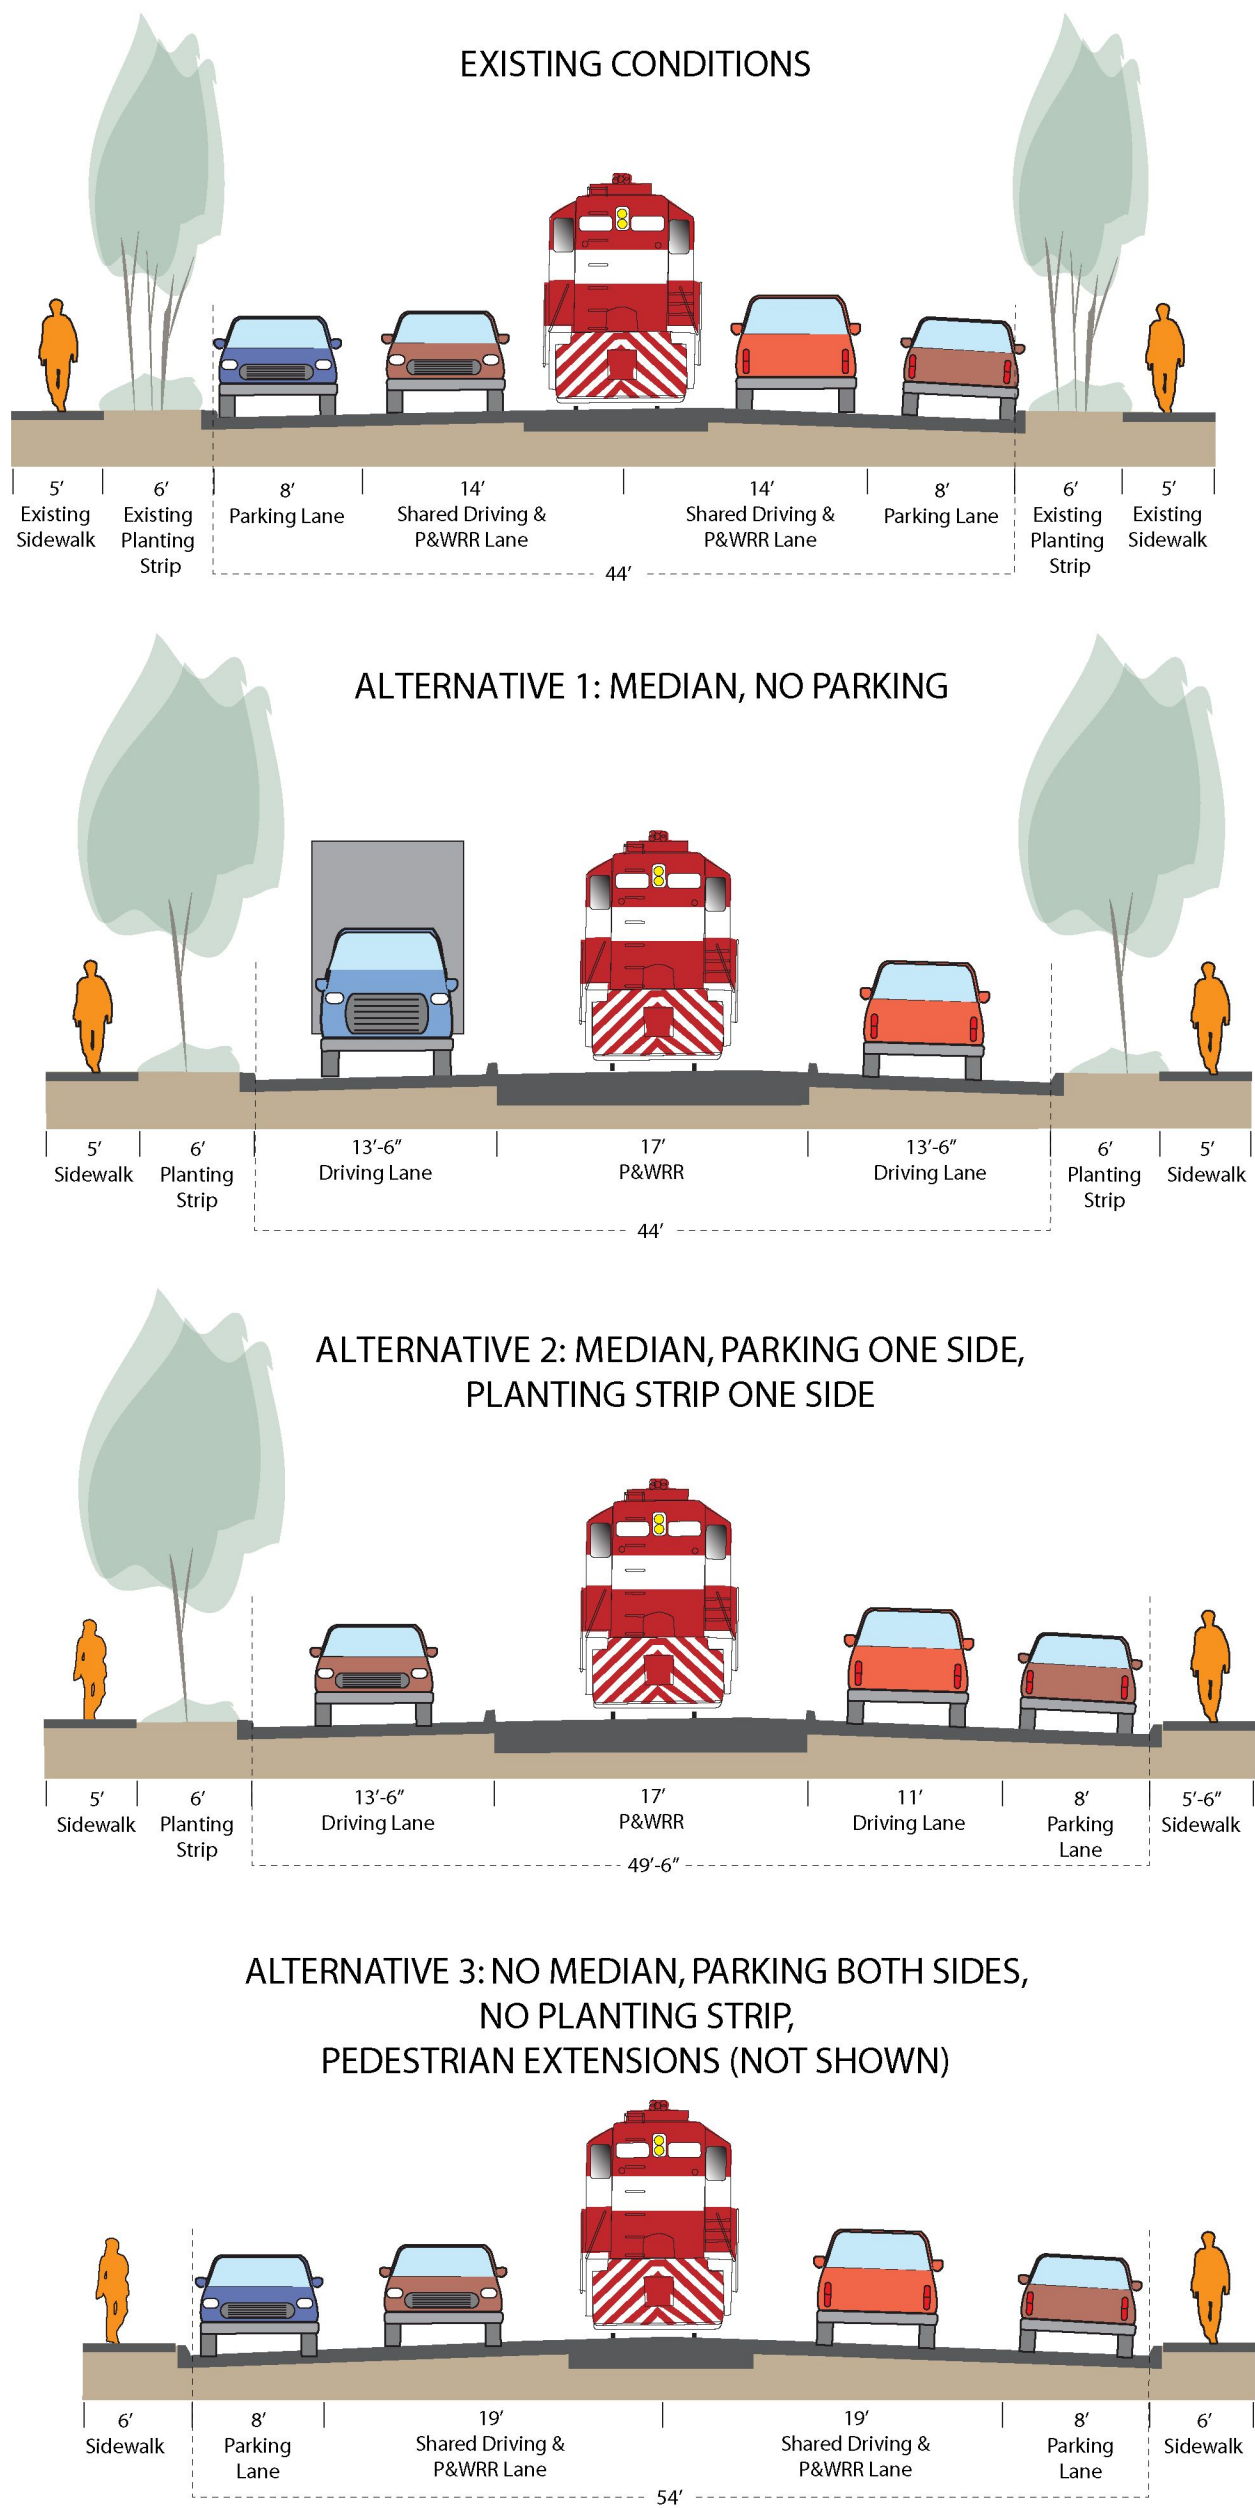 EXISTING CONDITIONS
5’ 6’ 8’ 14’ 14’ 8’ 6’ 5’
Existing Existing Parking Lane Shared Driving & Shared Driving & Parking Lane Existing Existing
Sidewalk Planting P&WRR Lane P&WRR Lane Planting Sidewalk
Strip Strip
44’
ALTERNATIVE 1: MEDIAN, NO PARKING
5’ 6’ 13’-6” 17’ 13’-6” 6’ 5’
Sidewalk Planting Driving Lane P&WRR Driving Lane Planting Sidewalk
Strip Strip
44’
ALTERNATIVE 2: MEDIAN, PARKING ONE SIDE,
PLANTING STRIP ONE SIDE
5’ 6’ 13’-6” 17’ 11’ 8’ 5’-6”
Sidewalk Planting Driving Lane P&WRR Driving Lane Parking Sidewalk
Strip Lane
49’-6”
ALTERNATIVE 3: NO MEDIAN, PARKING BOTH SIDES,
NO PLANTING STRIP,
PEDESTRIAN EXTENSIONS (NOT SHOWN)
6’ 8’ 19’ 19’ 8’ 6’
Sidewalk Parking Shared Driving & Shared Driving & Parking Sidewalk
Lane P&WRR Lane P&WRR Lane Lane
54’